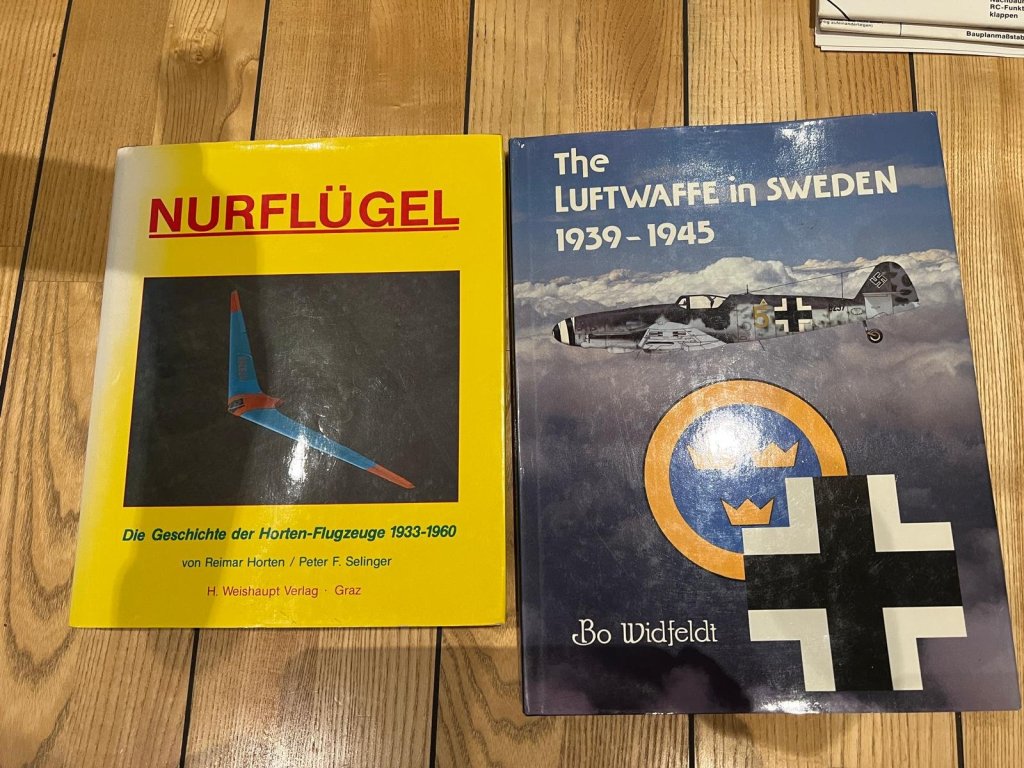 NURFLÜGEL
Die Geschichte der Horten-Flugzeuge 1933-1960
von Reimar Horten / Peter F. Selinger
H. Weishaupt Verlag · Graz
The
LUFTWAFFE in SWEDEN
1939 - 1945
5
Bo Widfeldt
RC-Funkt
klappen
Bauplanmaßstab